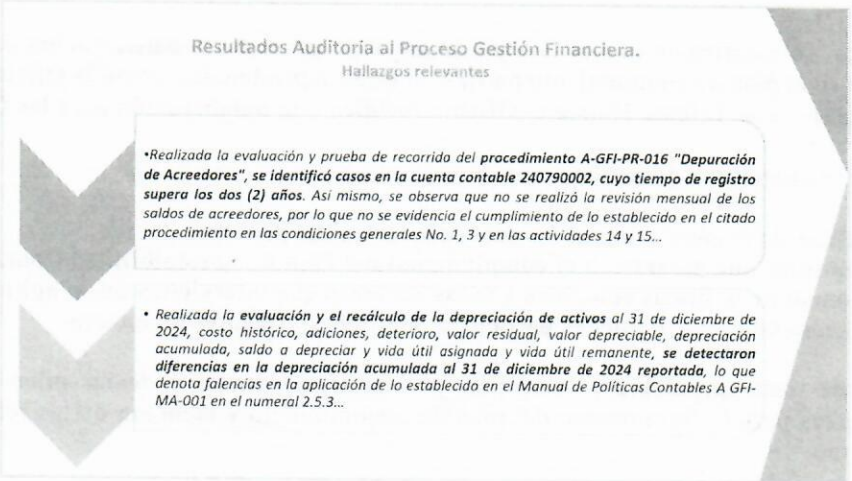 Resultados Auditoria al Proceso Gestión Financiera.
Hallazgos relevantes
•Realizada la evaluación y prueba de recorrido del procedimiento A-GFI-PR-016 "Depuración
de Acreedores", se identificó casos en la cuenta contable 240790002, cuyo tiempo de registro
supera los dos (2) años. Así mismo, se observa que no se realizó la revisión mensual de los
saldos de acreedores, por lo que no se evidencia el cumplimiento de lo establecido en el citado
procedimiento en las condiciones generales No. 1, 3 y en las actividades 14 y 15...
• Realizada la evaluación y el recálculo de la depreciación de activos al 31 de diciembre de
2024, costo histórico, adiciones, deterioro, valor residual, valor depreciable, depreciación
acumulada, saldo a depreciar y vida útil asignada y vida útil remanente, se detectaron
diferencias en la depreciación acumulada al 31 de diciembre de 2024 reportada, lo que
denota falencias en la aplicación de lo establecido en el Manual de Políticas Contables A GFI-
MA-001 en el numeral 2.5.3...